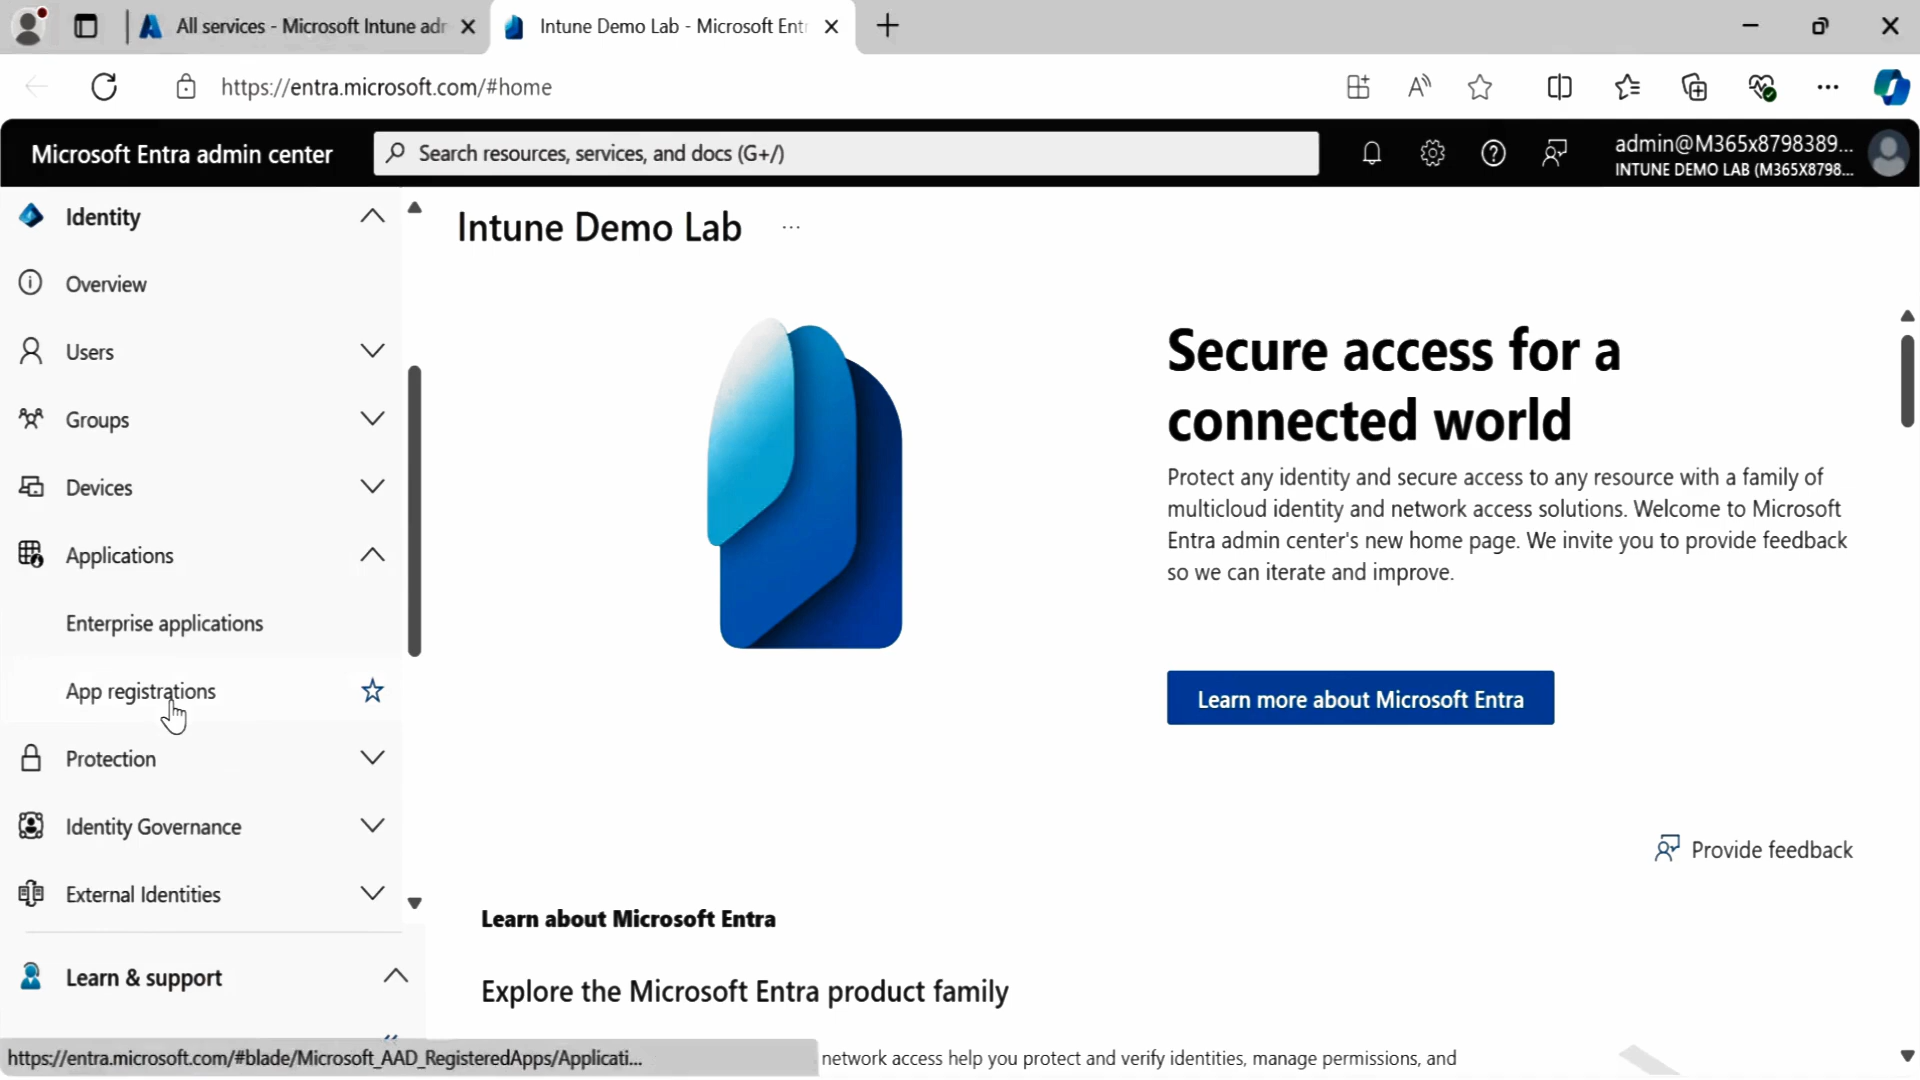 All services - Microsoft Intune adr
Intune Demo Lab - Microsoft Ent
https://entra.microsoft.com/#home
Microsoft Entra admin center
Search resources, services, and docs (G+/)
admin@M365x8798389...
INTUNE DEMO LAB (M365X8798...
Identity
Overview
Users
Groups
Devices
Applications
Enterprise applications
App registrations
Protection
Identity Governance
External Identities
Learn & support
Intune Demo Lab ...
Secure access for a
connected world
Protect any identity and secure access to any resource with a family of
multicloud identity and network access solutions. Welcome to Microsoft
Entra admin center's new home page. We invite you to provide feedback
so we can iterate and improve.
Learn more about Microsoft Entra
Provide feedback
Learn about Microsoft Entra
Explore the Microsoft Entra product family
network access help you protect and verify identities, manage permissions, and
https://entra.microsoft.com/#blade/Microsoft_AAD_RegisteredApps/Applicati...